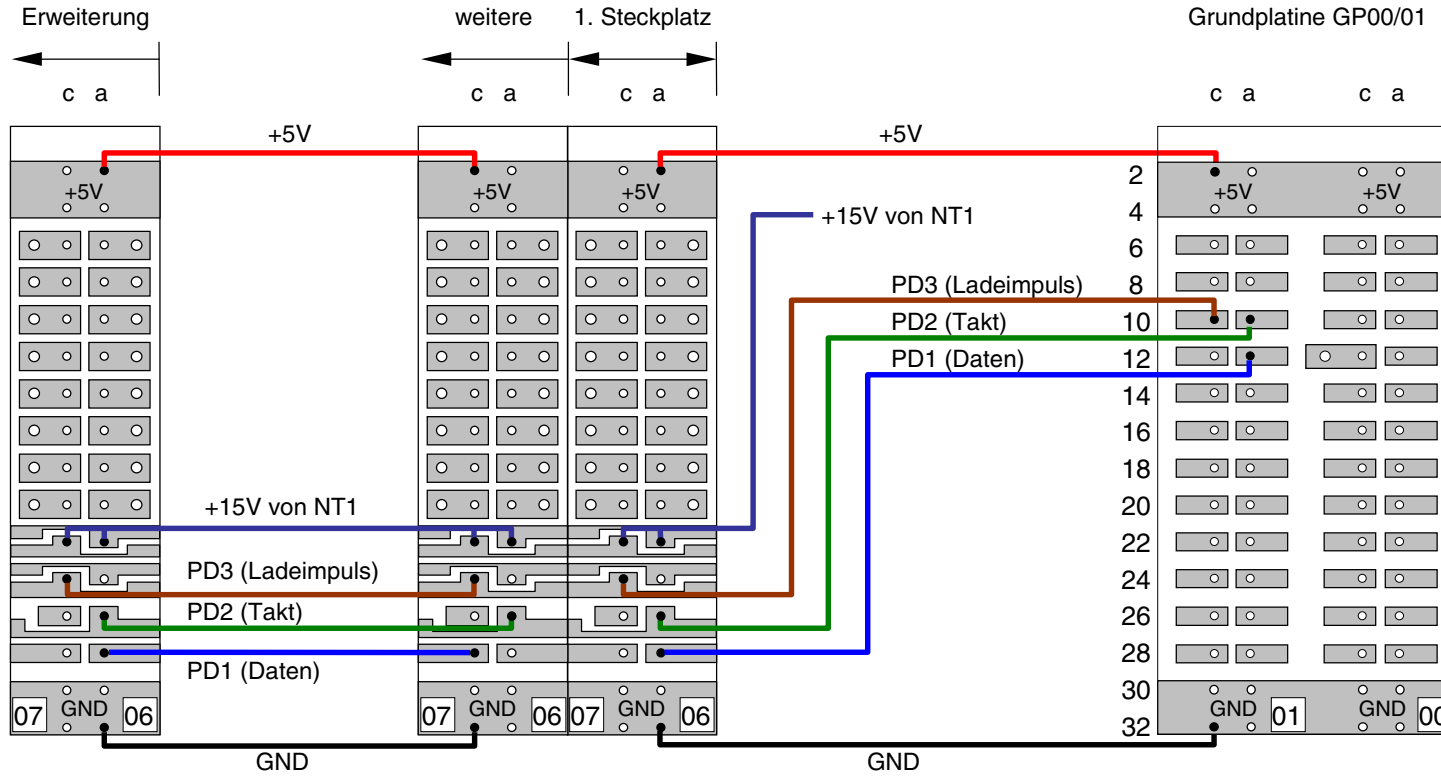 Erweiterung weitere 1. Steckplatz Grundplatine GP00/01
c a c a c a c a c a
+5V +5V
2
+5V +5V +5V +5V +5V
4
+15V von NT1
6
PD3 (Ladeimpuls) 8
PD2 (Takt) 10
PD1 (Daten) 12
14
16
18
+15V von NT1 20
22
PD3 (Ladeimpuls) 24
PD2 (Takt) 26
PD1 (Daten) 28
30
07 GND 06 07 GND 06 07 GND 06 GND 01 GND
32
GND GND